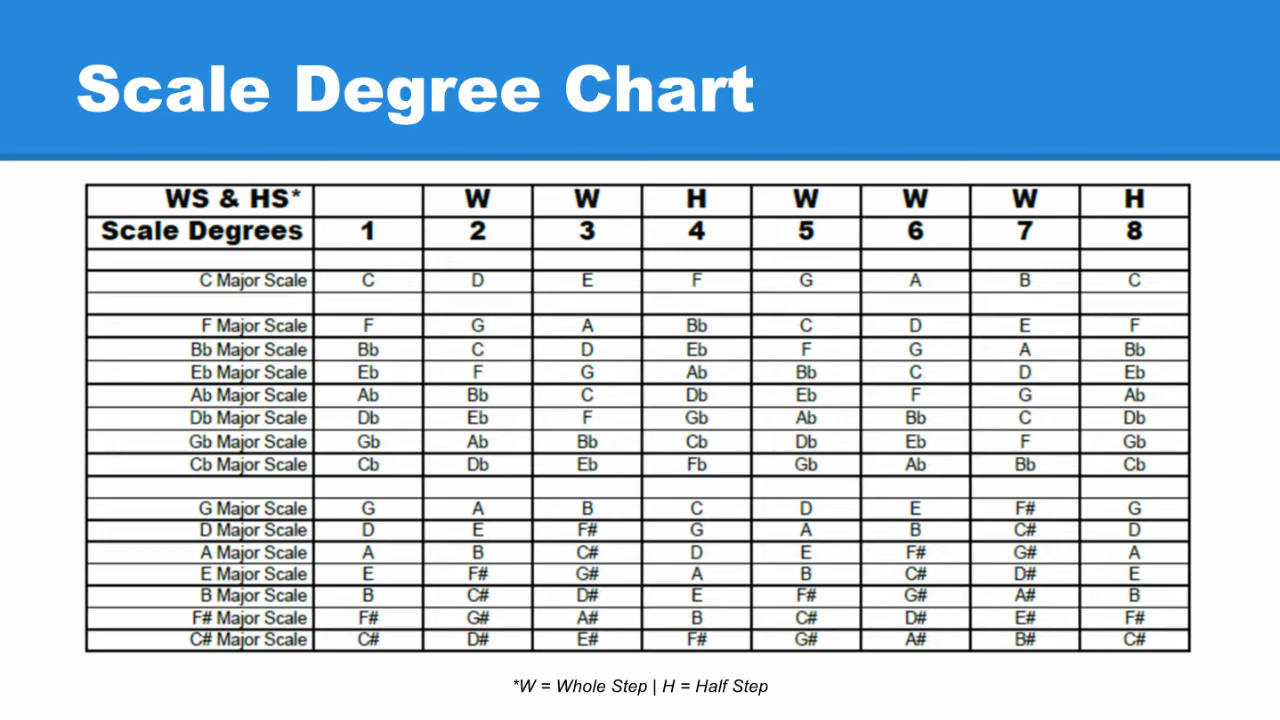 Scale Degree Chart
WS & HS* W W H W W W H
Scale Degrees 1 2 3 4 5 6 7 8
C Major Scale C D E F G A B C
F Major Scale F G A Bb C D E F
Bb Major Scale Bb C D Eb F G A Bb
Eb Major Scale Eb F G Ab Bb C D Eb
Ab Major Scale Ab Bb C Db Eb F G Ab
Db Major Scale Db Eb F Gb Ab Bb C Db
Gb Major Scale Gb Ab Bb Cb Db Eb F Gb
Cb Major Scale Cb Db Eb Fb Gb Ab Bb Cb
G Major Scale G A B C D E F# G
D Major Scale D E F# G A B C# D
A Major Scale A B C# D E F# G# A
E Major Scale E F# G# A B C# D# E
B Major Scale B C# D# E F# G# A# B
F# Major Scale F# G# A# B C# D# E# F#
C# Major Scale C# D# E# F# G# A# B# C#
*W = Whole Step | H = Half Step